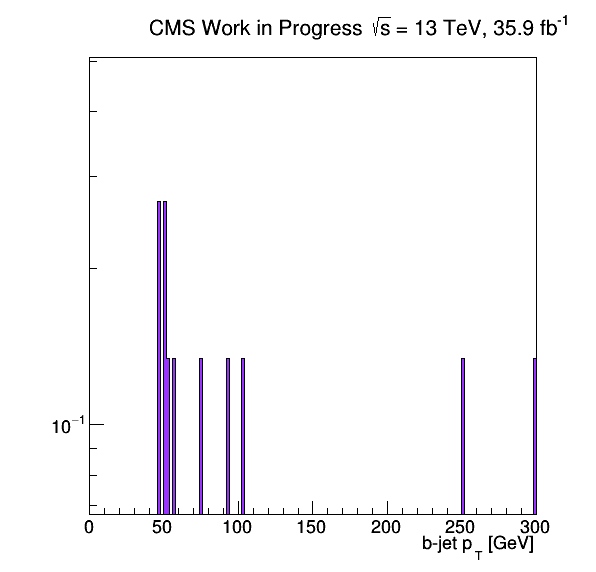 CMS Work in Progress √s = 13 TeV, 35.9 fb⁻¹
10⁻¹
0 50 100 150 200 250 300
b-jet p_T [GeV]